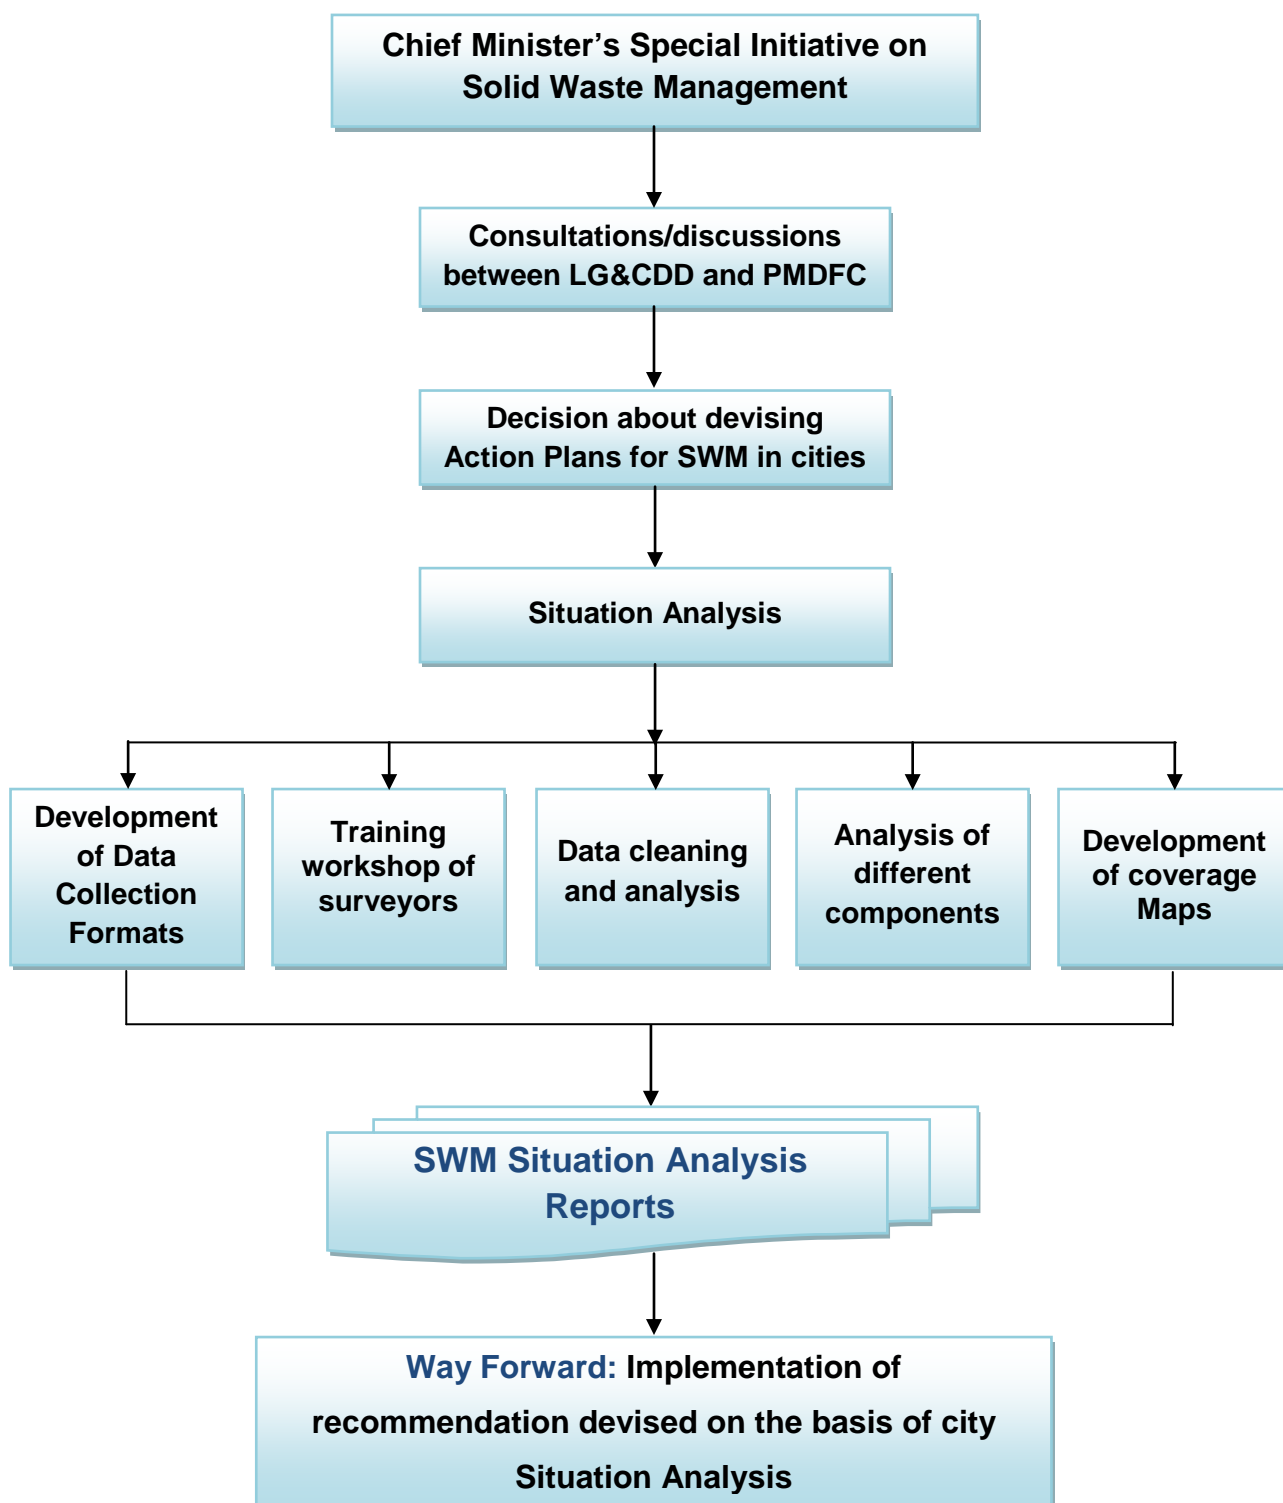 Chief Minister’s Special Initiative on
Solid Waste Management
Consultations/discussions
between LG&CDD and PMDFC
Decision about devising
Action Plans for SWM in cities
Situation Analysis
Development
of Data
Collection
Formats
Training
workshop of
surveyors
Data cleaning
and analysis
Analysis of
different
components
Development
of coverage
Maps
SWM Situation Analysis
Reports
Way Forward: Implementation of
recommendation devised on the basis of city
Situation Analysis